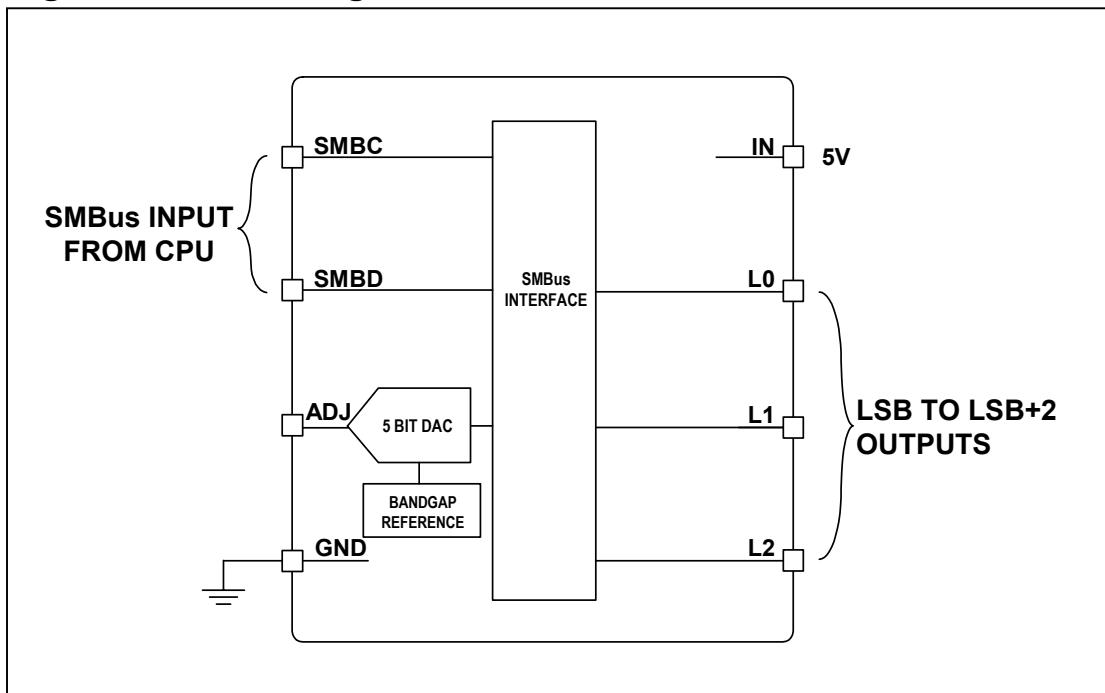 SMBC
IN
5V
SMBus INPUT
FROM CPU
SMBD
SMBus
INTERFACE
L0
ADJ
5 BIT DAC
L1
LSB TO LSB+2
OUTPUTS
BANDGAP
REFERENCE
GND
L2